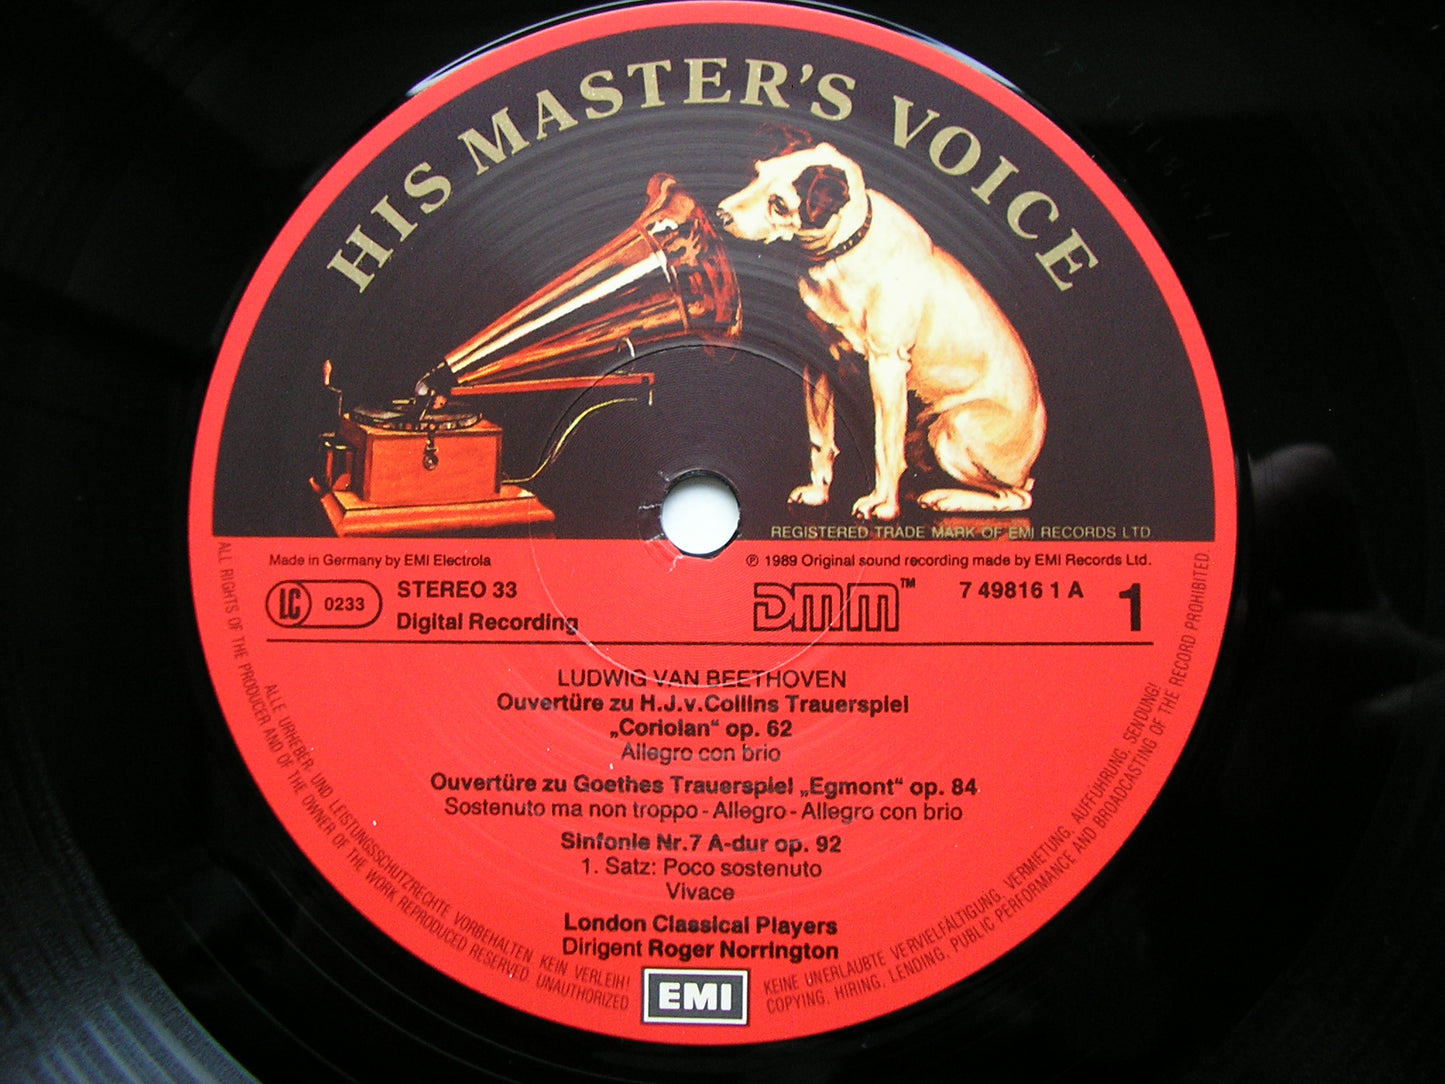 HIS MASTER'S VOICE
REGISTERED TRADE MARK OF EMI RECORDS LTD
Made in Germany by EMI Electrola
℗ 1989 Original sound recording made by EMI Records Ltd.
LC 0233
STEREO 33
Digital Recording
DMM™
7 49816 1 A
1
LUDWIG VAN BEETHOVEN
Ouvertüre zu H.J.v.Collins Trauerspiel
„Coriolan“ op. 62
Allegro con brio
Ouvertüre zu Goethes Trauerspiel „Egmont“ op. 84
Sostenuto ma non troppo - Allegro - Allegro con brio
Sinfonie Nr.7 A-dur op. 92
1. Satz: Poco sostenuto
Vivace
London Classical Players
Dirigent Roger Norrington
EMI
ALLE URHEBER- UND LEISTUNGSSCHUTZRECHTE VORBEHALTEN. KEIN VERLEIH! KEINE UNERLAUBTE VERVIELFÄLTIGUNG, VERMIETUNG, AUFFÜHRUNG, SENDUNG!
ALL RIGHTS OF THE PRODUCER AND OF THE OWNER OF THE WORK REPRODUCED RESERVED. UNAUTHORIZED COPYING, HIRING, LENDING, PUBLIC PERFORMANCE AND BROADCASTING OF THE RECORD PROHIBITED.